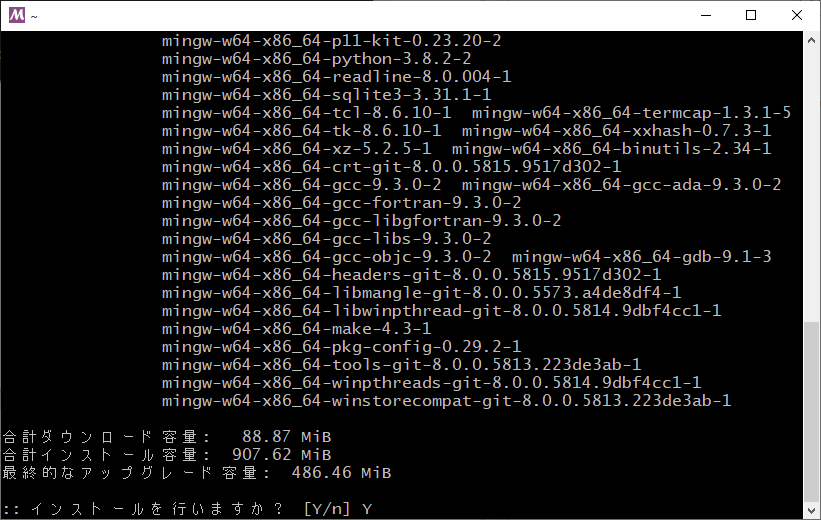 ~
mingw-w64-x86_64-p11-kit-0.23.20-2
mingw-w64-x86_64-python-3.8.2-2
mingw-w64-x86_64-readline-8.0.004-1
mingw-w64-x86_64-sqlite3-3.31.1-1
mingw-w64-x86_64-tcl-8.6.10-1  mingw-w64-x86_64-termcap-1.3.1-5
mingw-w64-x86_64-tk-8.6.10-1  mingw-w64-x86_64-xxhash-0.7.3-1
mingw-w64-x86_64-xz-5.2.5-1  mingw-w64-x86_64-binutils-2.34-1
mingw-w64-x86_64-crt-git-8.0.0.5815.9517d302-1
mingw-w64-x86_64-gcc-9.3.0-2  mingw-w64-x86_64-gcc-ada-9.3.0-2
mingw-w64-x86_64-gcc-fortran-9.3.0-2
mingw-w64-x86_64-gcc-libgfortran-9.3.0-2
mingw-w64-x86_64-gcc-libs-9.3.0-2
mingw-w64-x86_64-gcc-objc-9.3.0-2  mingw-w64-x86_64-gdb-9.1-3
mingw-w64-x86_64-headers-git-8.0.0.5815.9517d302-1
mingw-w64-x86_64-libmangle-git-8.0.0.5573.a4de8df4-1
mingw-w64-x86_64-libwinpthread-git-8.0.0.5814.9dbf4cc1-1
mingw-w64-x86_64-make-4.3-1
mingw-w64-x86_64-pkg-config-0.29.2-1
mingw-w64-x86_64-tools-git-8.0.0.5813.223de3ab-1
mingw-w64-x86_64-winpthreads-git-8.0.0.5814.9dbf4cc1-1
mingw-w64-x86_64-winstorecompat-git-8.0.0.5813.223de3ab-1
合計ダウンロード容量:   88.87 MiB
合計インストール容量:  907.62 MiB
最終的なアップグレード容量:  486.46 MiB
:: インストールを行いますか？ [Y/n] Y